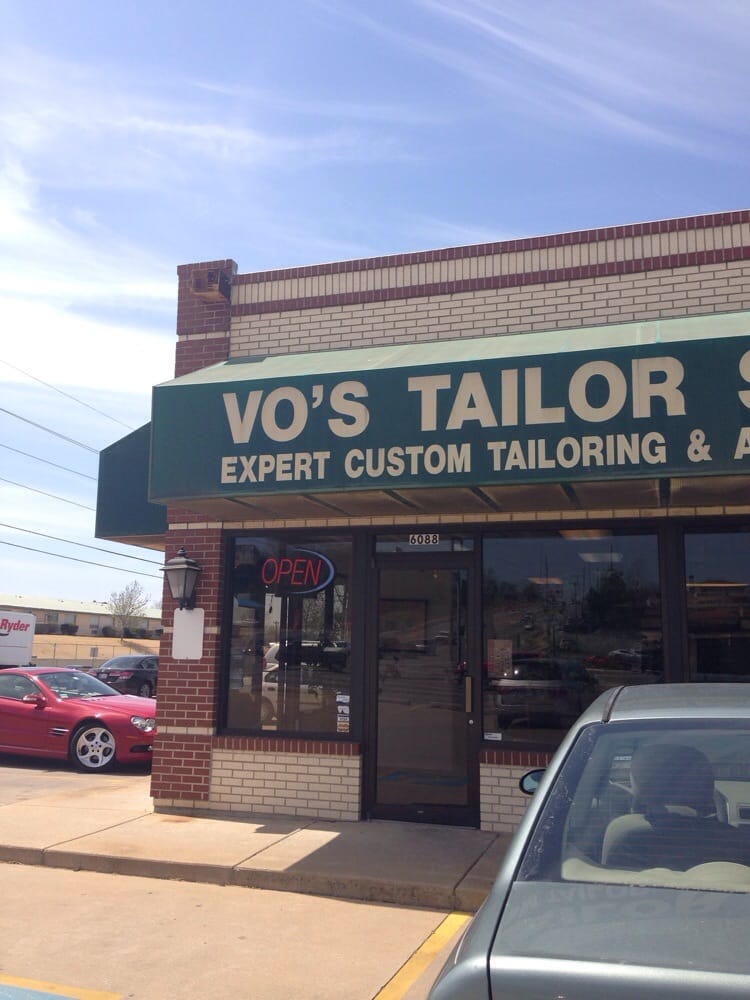 VO'S TAILOR
EXPERT CUSTOM TAILORING &
6088
OPEN
Ryder